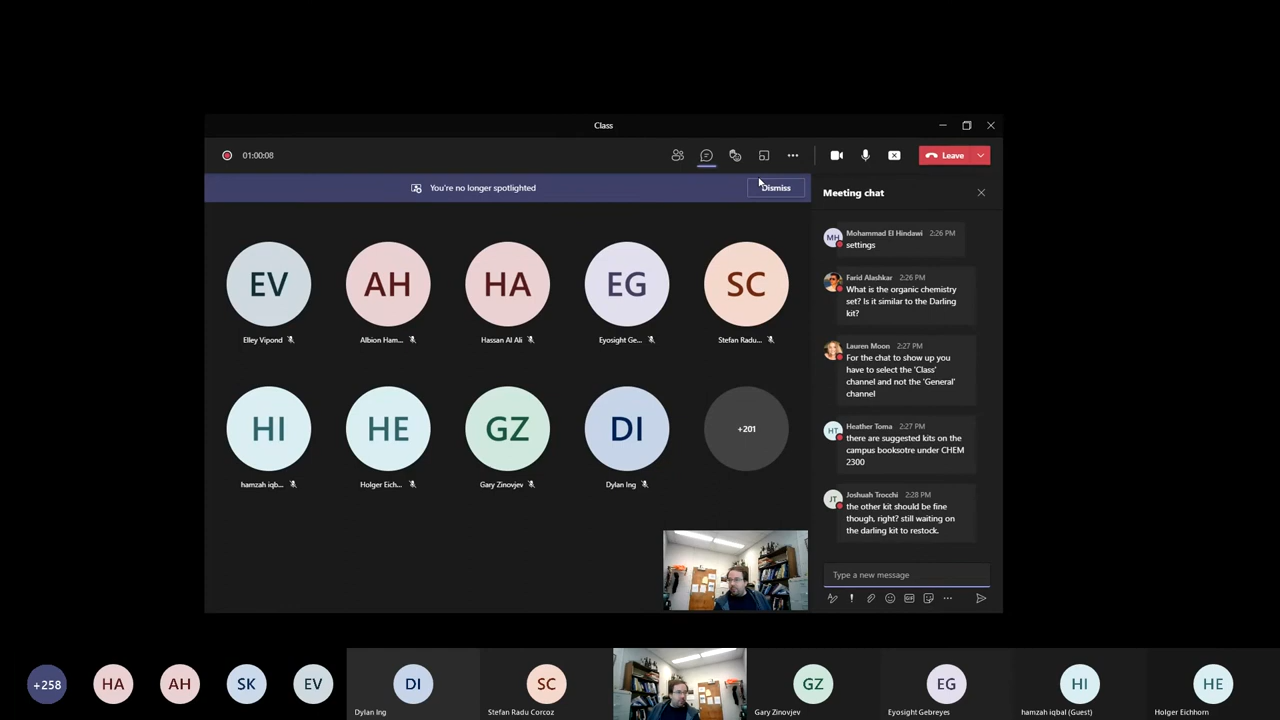 Class
01:00:08
Leave
You're no longer spotlighted
Dismiss
Meeting chat
Mohammad El Hindawi 2:26 PM
MH
settings
Farid Alashkar 2:26 PM
What is the organic chemistry
set? Is it similar to the Darling
kit?
Lauren Moon 2:27 PM
For the chat to show up you
have to select the 'Class'
channel and not the 'General'
channel
Heather Toma 2:27 PM
HT
there are suggested kits on the
campus booksotre under CHEM
2300
Joshuah Trocchi 2:28 PM
JT
the other kit should be fine
though, right? still waiting on
the darling kit to restock.
Type a new message
GIF
EV
AH
HA
EG
SC
Elley Vipond
Albion Ham...
Hassan Al Ali
Eyosight Ge...
Stefan Radu...
HI
HE
GZ
DI
+201
hamzah iqb...
Holger Eich...
Gary Zinovjev
Dylan Ing
+258
HA
AH
SK
EV
DI
SC
GZ
EG
HI
HE
Dylan Ing
Stefan Radu Corcoz
Gary Zinovjev
Eyosight Gebreyes
hamzah iqbal (Guest)
Holger Eichhorn